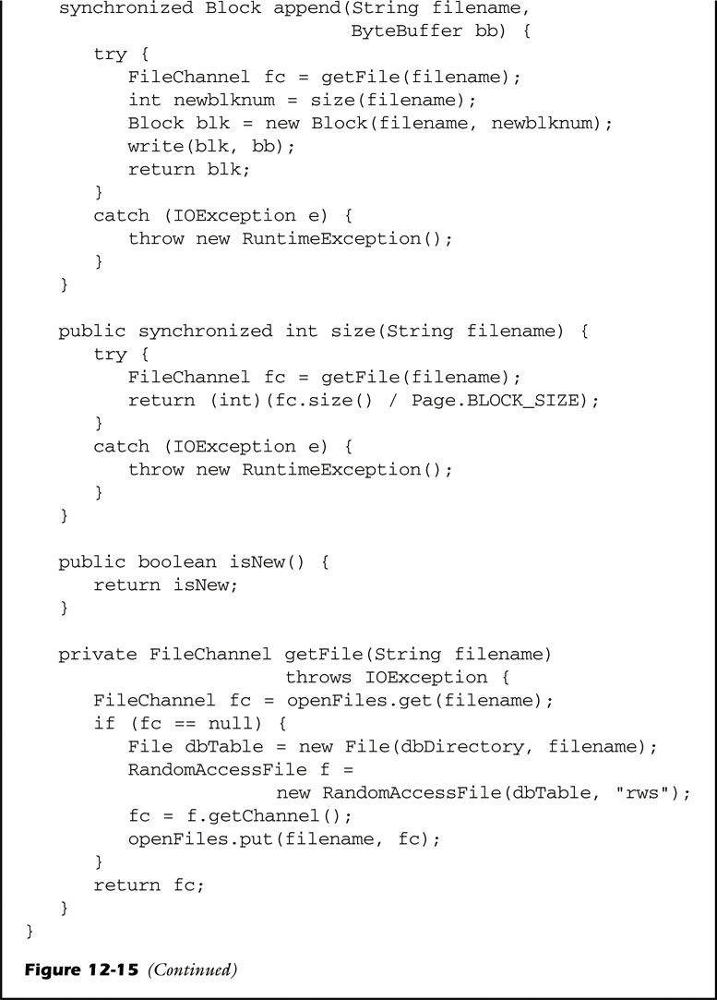 synchronized Block append(String filename,
ByteBuffer bb) {
try {
FileChannel fc = getFile(filename);
int newblknum = size(filename);
Block blk = new Block(filename, newblknum);
write(blk, bb);
return blk;
}
catch (IOException e) {
throw new RuntimeException();
}
}
public synchronized int size(String filename) {
try {
FileChannel fc = getFile(filename);
return (int)(fc.size() / Page.BLOCK_SIZE);
}
catch (IOException e) {
throw new RuntimeException();
}
}
public boolean isNew() {
return isNew;
}
private FileChannel getFile(String filename)
throws IOException {
FileChannel fc = openFiles.get(filename);
if (fc == null) {
File dbTable = new File(dbDirectory, filename);
RandomAccessFile f =
new RandomAccessFile(dbTable, "rws");
fc = f.getChannel();
openFiles.put(filename, fc);
}
return fc;
}
}
Figure 12-15 (Continued)